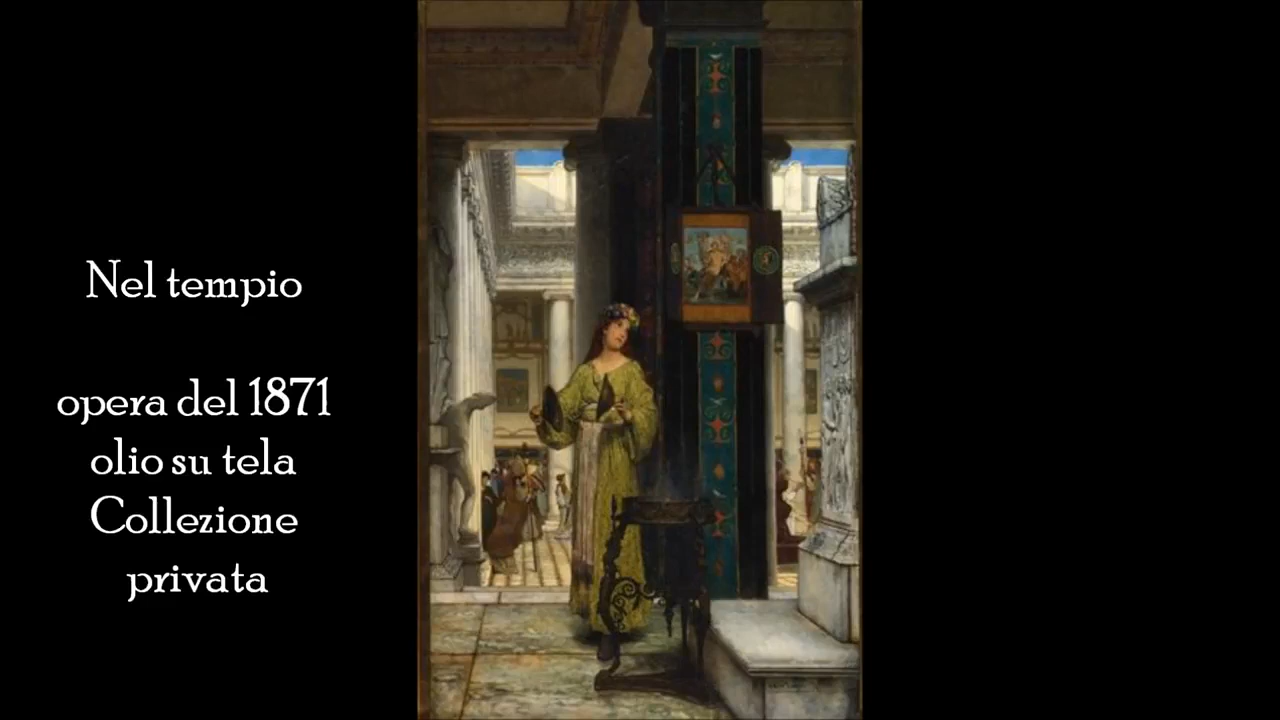 Nel tempio
opera del 1871
olio su tela
Collezione
privata